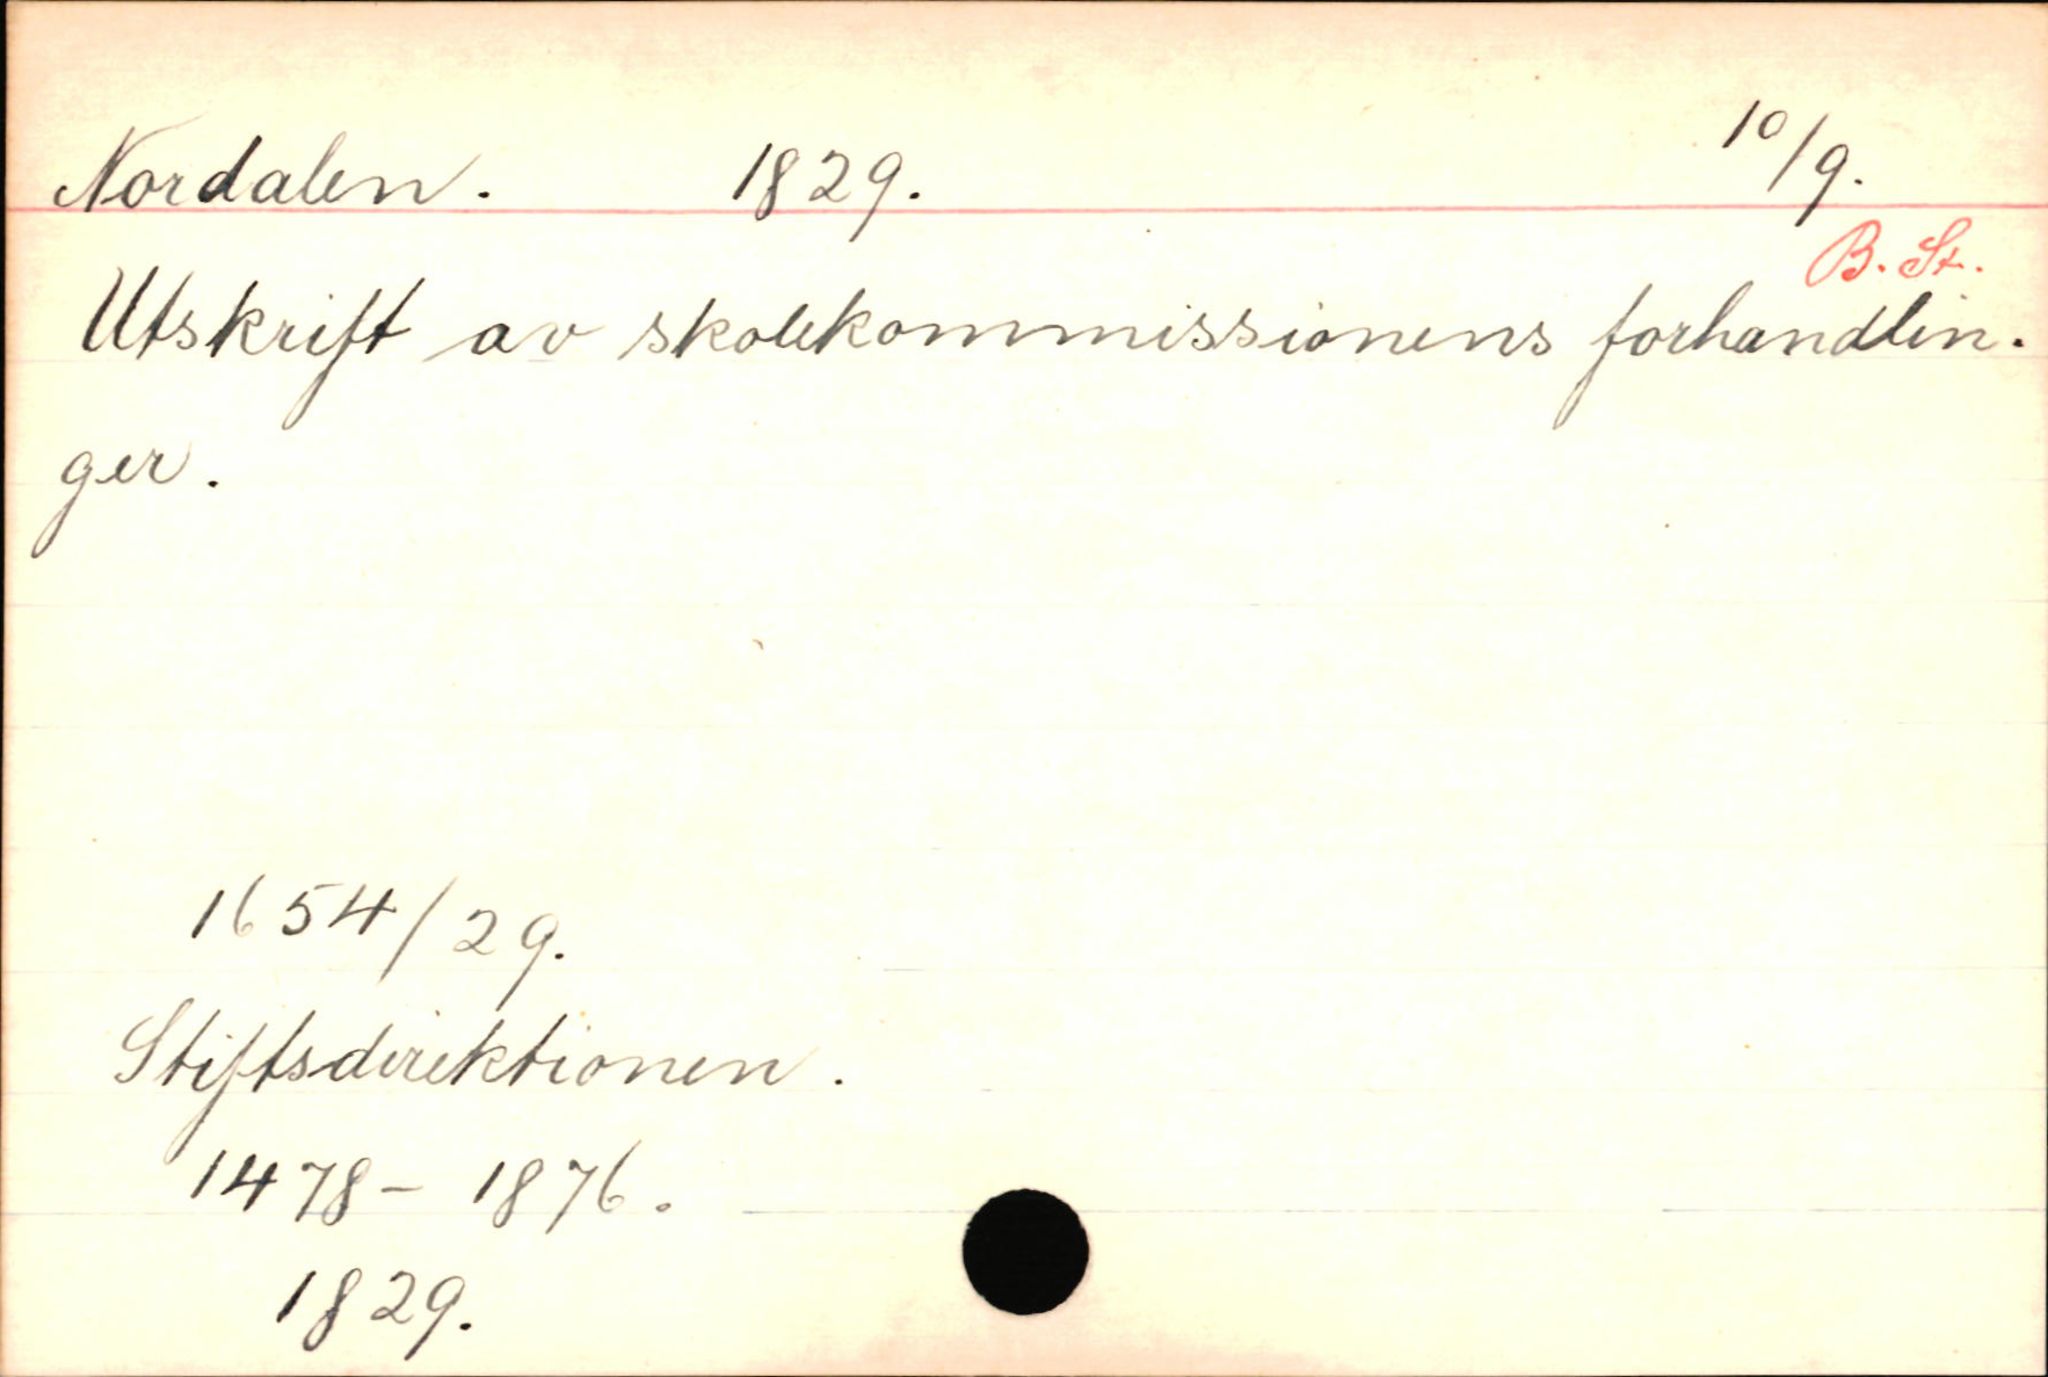 Nordalen. 1829. 10/9.
B. St.
Utskrift av skolekommissionens forhandlin-
ger.
1654/29.
Stiftsdirektionen.
1478 - 1876.
1829.